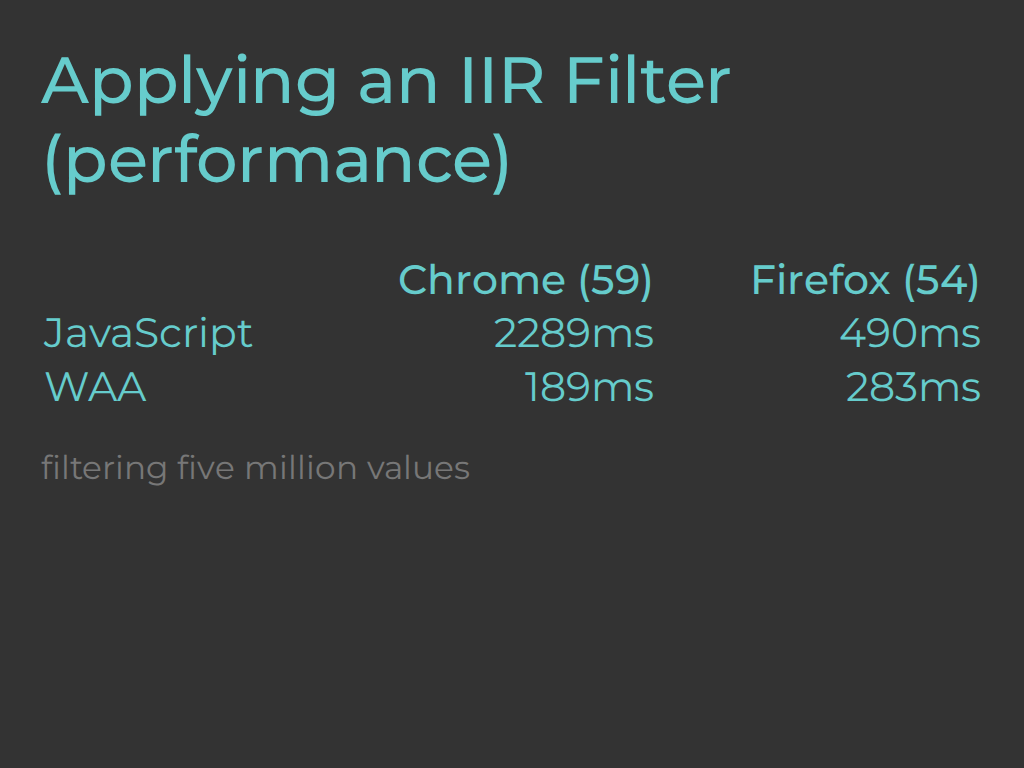 Applying an IIR Filter
(performance)
Chrome (59) Firefox (54)
JavaScript 2289ms 490ms
WAA 189ms 283ms
filtering five million values